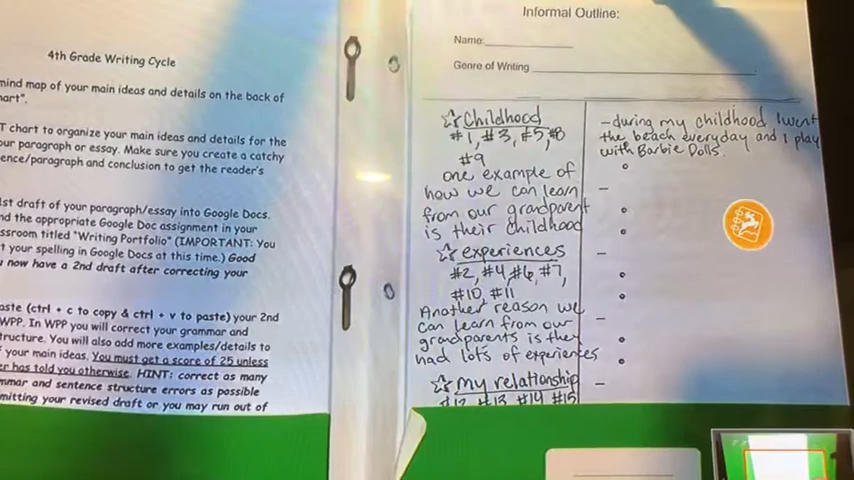 4th Grade Writing Cycle
mind map of your main ideas and details on the back of
hart".
T chart to organize your main ideas and details for the
our paragraph or essay. Make sure you create a catchy
ence/paragraph and conclusion to get the reader's
1st draft of your paragraph/essay into Google Docs.
nd the appropriate Google Doc assignment in your
ssroom titled "Writing Portfolio" (IMPORTANT: You
t your spelling in Google Docs at this time.) Good
u now have a 2nd draft after correcting your
aste (ctrl + c to copy & ctrl + v to paste) your 2nd
WPP. In WPP you will correct your grammar and
tructure. You will also add more examples/details to
f your main ideas. You must get a score of 25 unless
er has told you otherwise. HINT: correct as many
mmar and sentence structure errors as possible
mitting your revised draft or you may run out of
Informal Outline:
Name:
Genre of Writing
Childhood
#1, #3, #5, #8
#9
one example of
how we can learn
from our gradparent
is their childhood
experiences
#2, #4, #6, #7,
#10, #11
Another reason we
can learn from our
grandparents is they
had lots of experiences
my relationship
#12 #13 #14 #15
- during my childhood I went
the beach everyday and I play
with Barbie Dolls.